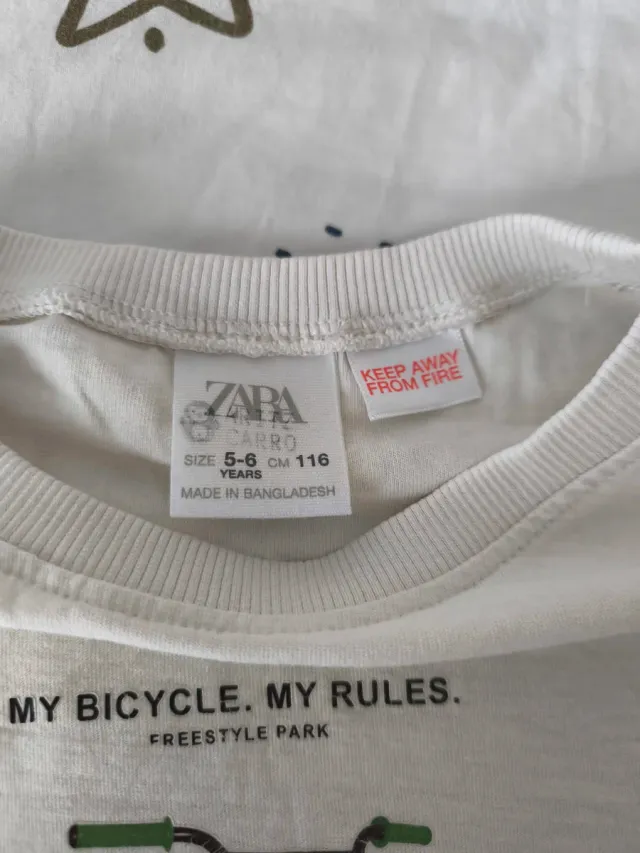 ZARA
CARRO
SIZE 5-6 CM 116
YEARS
MADE IN BANGLADESH
KEEP AWAY
FROM FIRE
MY BICYCLE. MY RULES.
FREESTYLE PARK